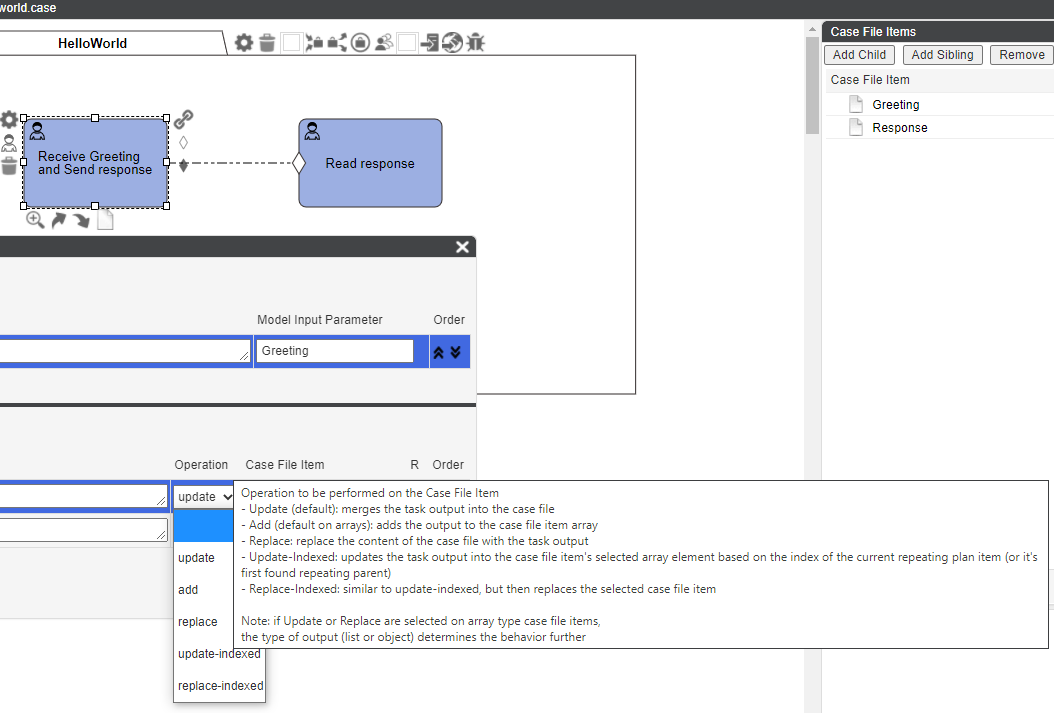 world.case
HelloWorld
Case File Items
Add Child
Add Sibling
Remove
Case File Item
Greeting
Response
Receive Greeting
and Send response
Read response
Model Input Parameter
Order
Greeting
Operation
Case File Item
R
Order
update
Operation to be performed on the Case File Item
- Update (default): merges the task output into the case file
- Add (default on arrays): adds the output to the case file item array
- Replace: replace the content of the case file with the task output
- Update-Indexed: updates the task output into the case file item's selected array element based on the index of the current repeating plan item (or it's
first found repeating parent)
- Replace-Indexed: similar to update-indexed, but then replaces the selected case file item
Note: if Update or Replace are selected on array type case file items,
the type of output (list or object) determines the behavior further
update
add
replace
update-indexed
replace-indexed